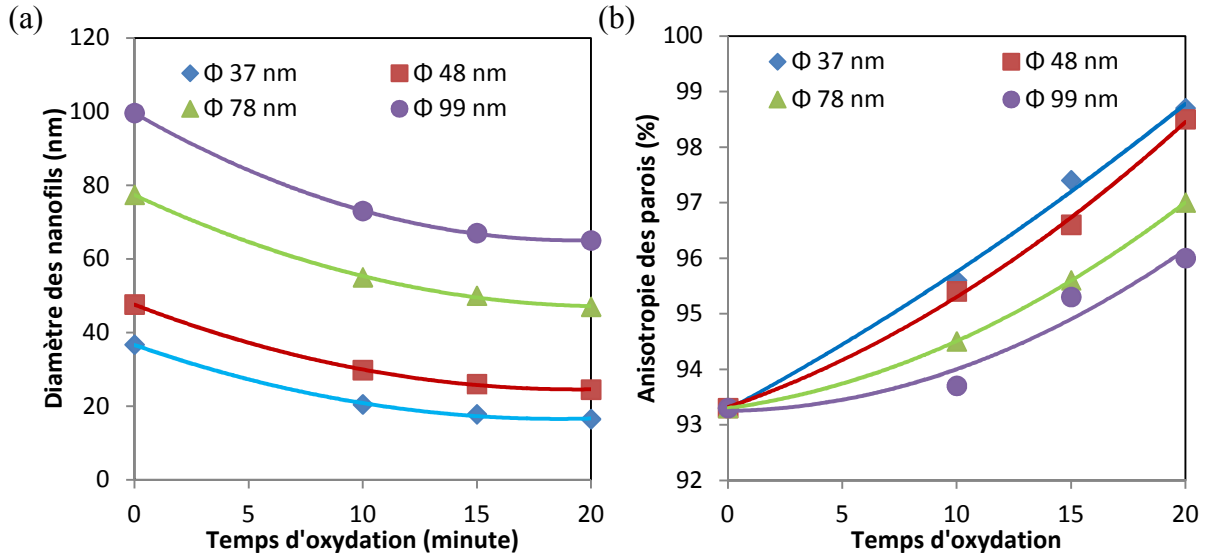 (a)
120
100
80
60
40
20
0
Diamètre des nanofils (nm)
Φ 37 nm
Φ 48 nm
Φ 78 nm
Φ 99 nm
0 5 10 15 20
Temps d'oxydation (minute)
(b)
100
99
98
97
96
95
94
93
92
Anisotropie des parois (%)
Φ 37 nm
Φ 48 nm
Φ 78 nm
Φ 99 nm
0 5 10 15 20
Temps d'oxydation